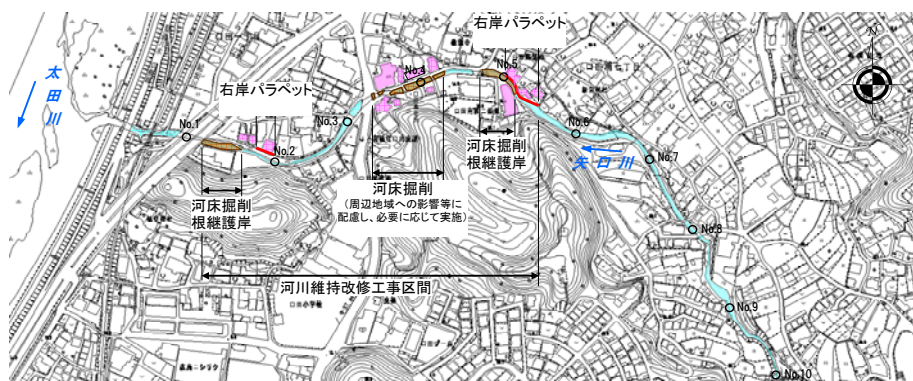 右岸パラペット
右岸パラペット
太田川
No.1
No.2
No.3
No.4
No.5
No.6
No.7
No.8
No.9
No.10
矢口川
河床掘削
根継護岸
河床掘削
(周辺地域への影響等に
配慮し、必要に応じて実施)
河床掘削
根継護岸
河川維持改修工事区間
N